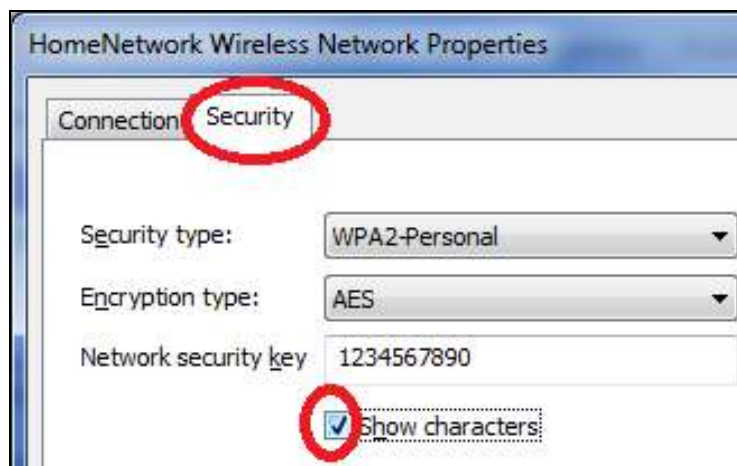 HomeNetwork Wireless Network Properties
Connection Security
Security type: WPA2-Personal
Encryption type: AES
Network security key 1234567890
Show characters